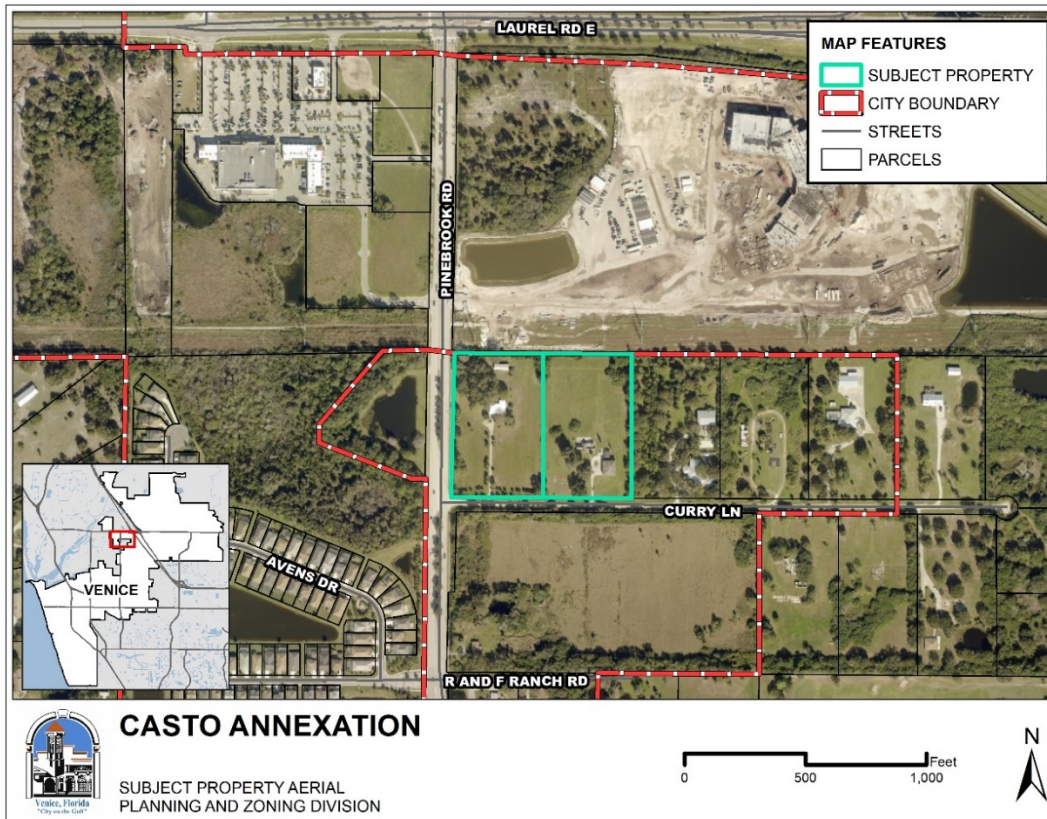 LAUREL RD E
MAP FEATURES
SUBJECT PROPERTY
CITY BOUNDARY
STREETS
PARCELS
PINEBROOK RD
CURRY LN
AVENS DR
VENICE
R AND F RANCH RD
CASTO ANNEXATION
SUBJECT PROPERTY AERIAL
PLANNING AND ZONING DIVISION
Venice, Florida
"City on the Gulf"
Feet
0 500 1,000
N